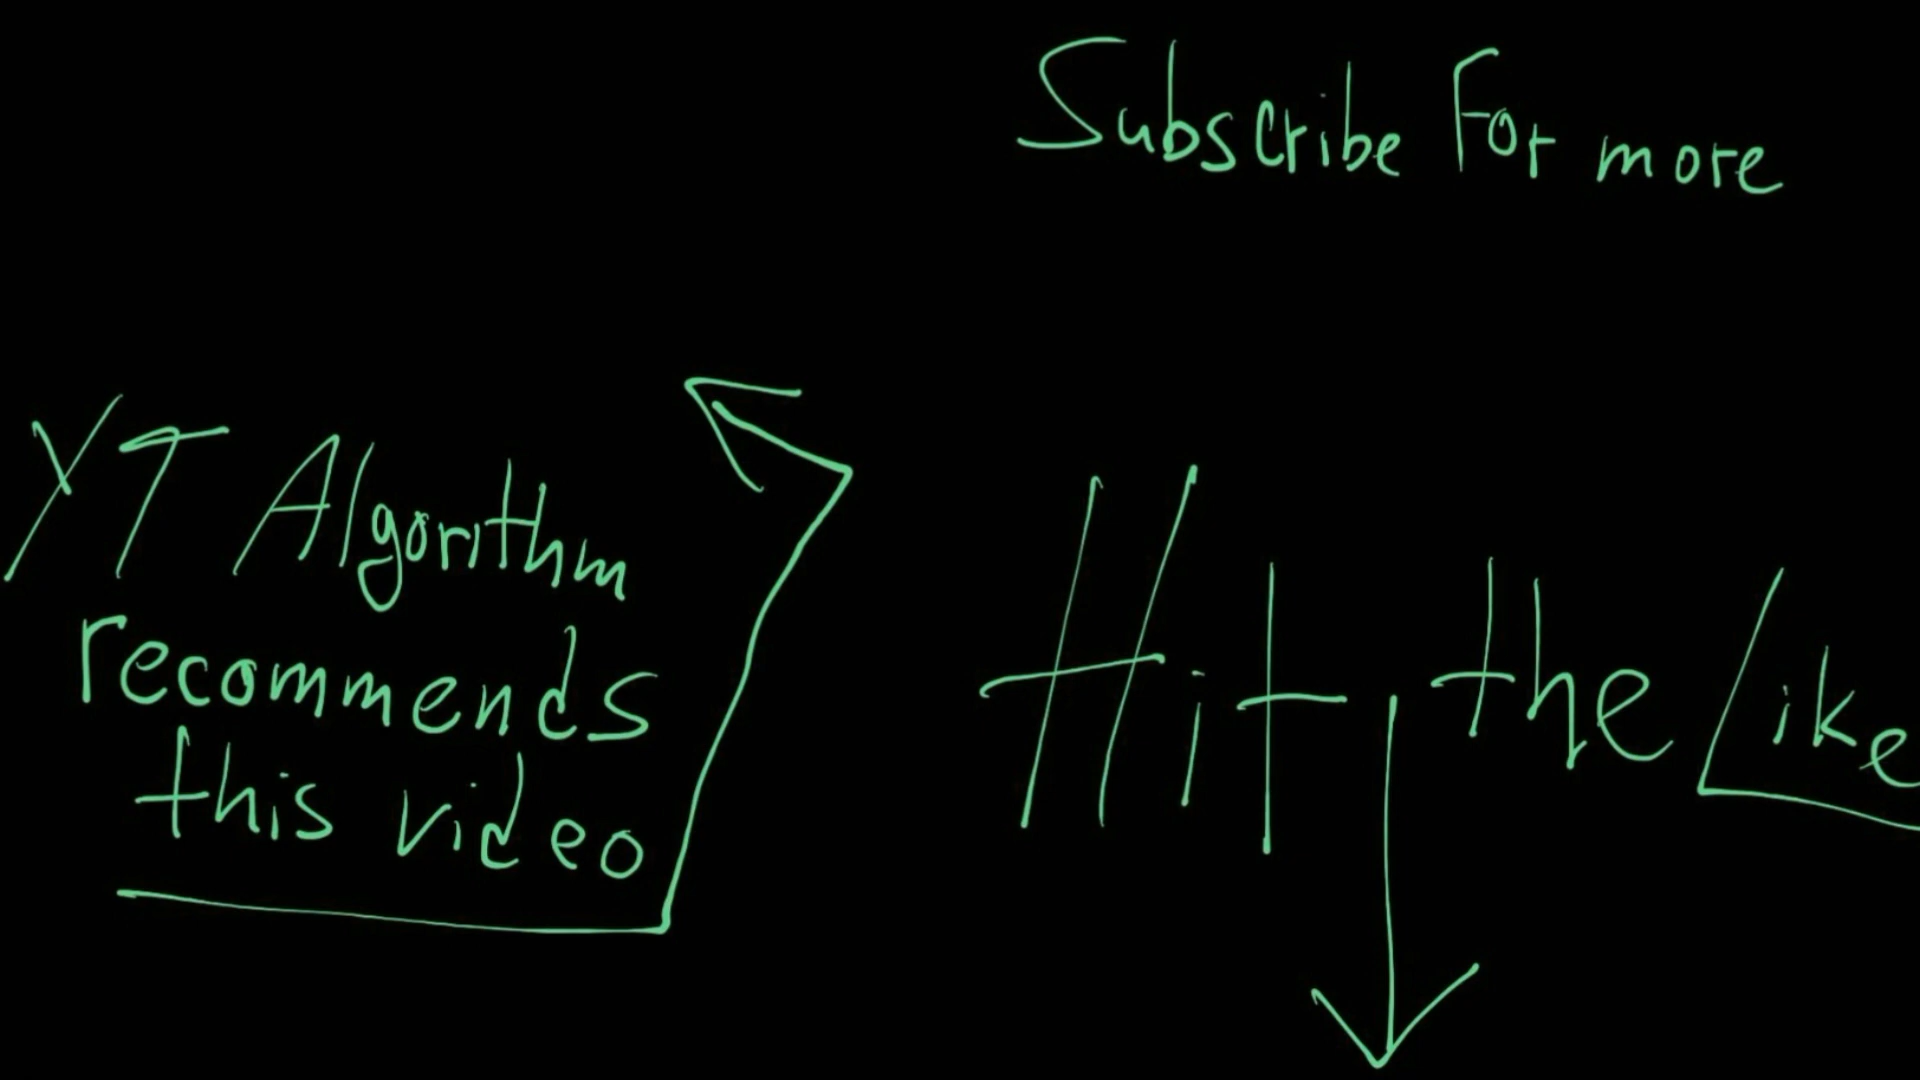 Subscribe For more
YT Algorithm
recommends
this video
Hit the Like